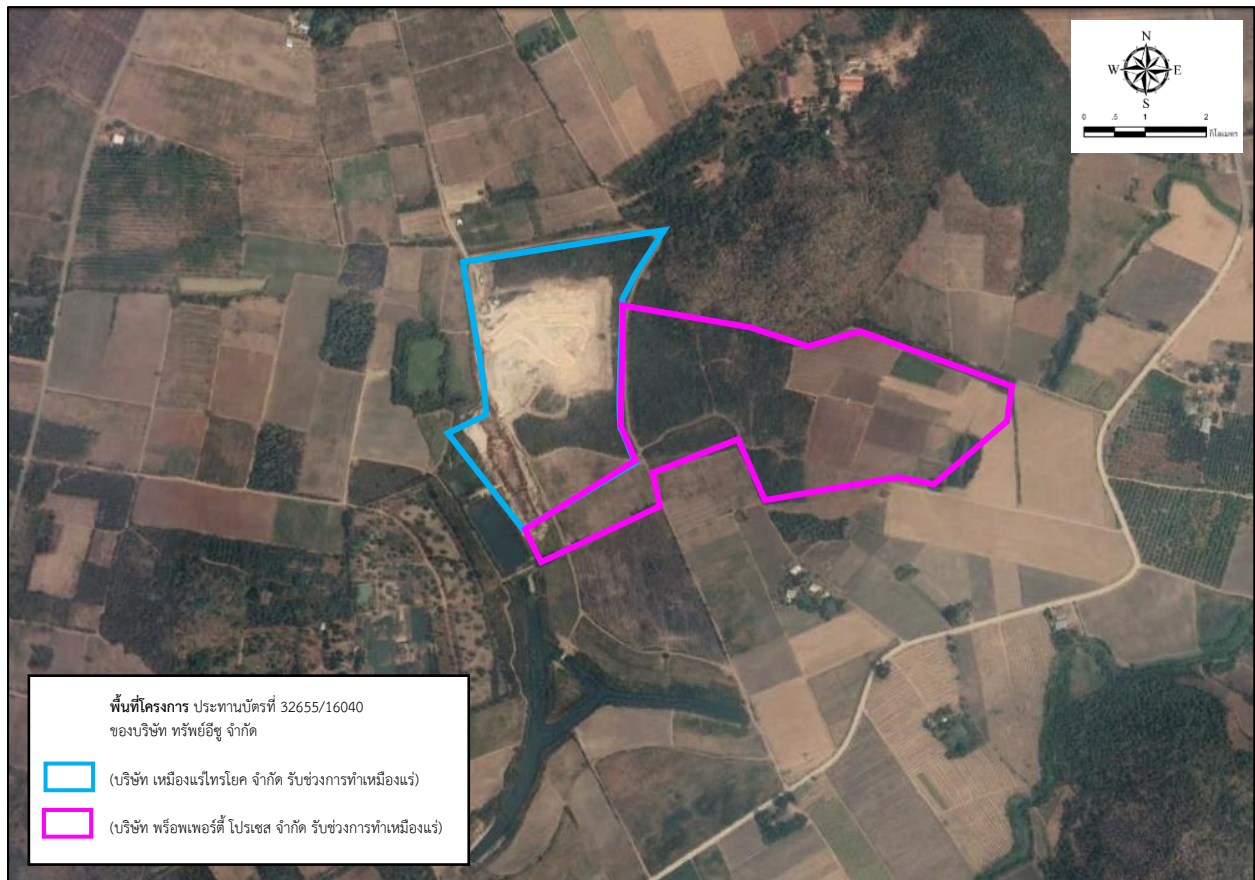 N
W E
S
0 .5 1 2
กิโลเมตร
พื้นที่โครงการ ประทานบัตรที่ 32655/16040
ของบริษัท ทรัพย์อีซู จำกัด
(บริษัท เหมืองแร่ไทรโยค จำกัด รับช่วงการทำเหมืองแร่)
(บริษัท พร็อพเพอร์ตี้ โปรเซส จำกัด รับช่วงการทำเหมืองแร่)